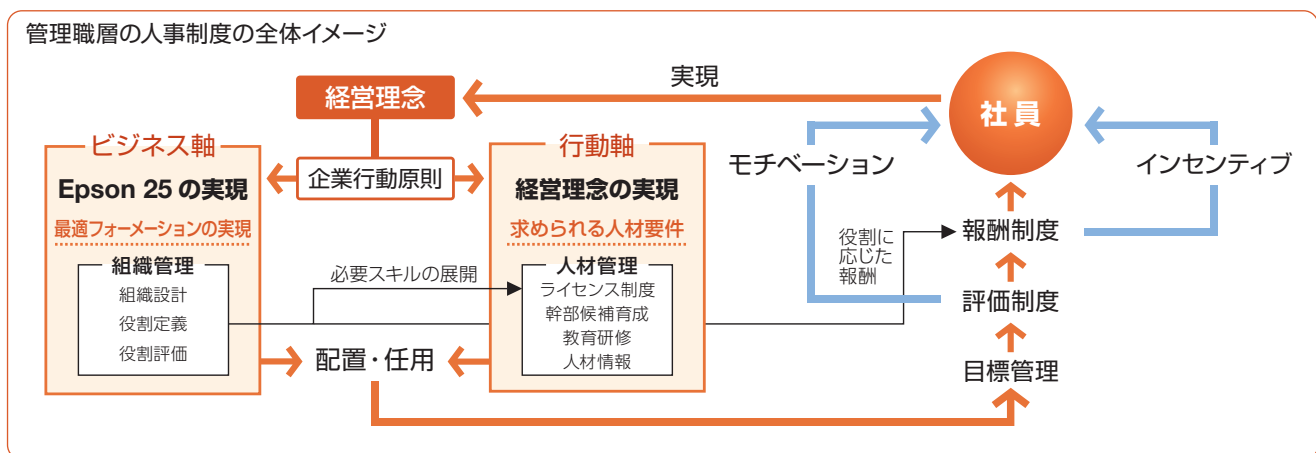 管理職層の人事制度の全体イメージ
経営理念
実現
社員
ビジネス軸
Epson 25 の実現
最適フォーメーションの実現
組織管理
組織設計
役割定義
役割評価
企業行動原則
必要スキルの展開
配置・任用
行動軸
経営理念の実現
求められる人材要件
人材管理
ライセンス制度
幹部候補育成
教育研修
人材情報
モチベーション
インセンティブ
役割に
応じた
報酬
報酬制度
評価制度
目標管理